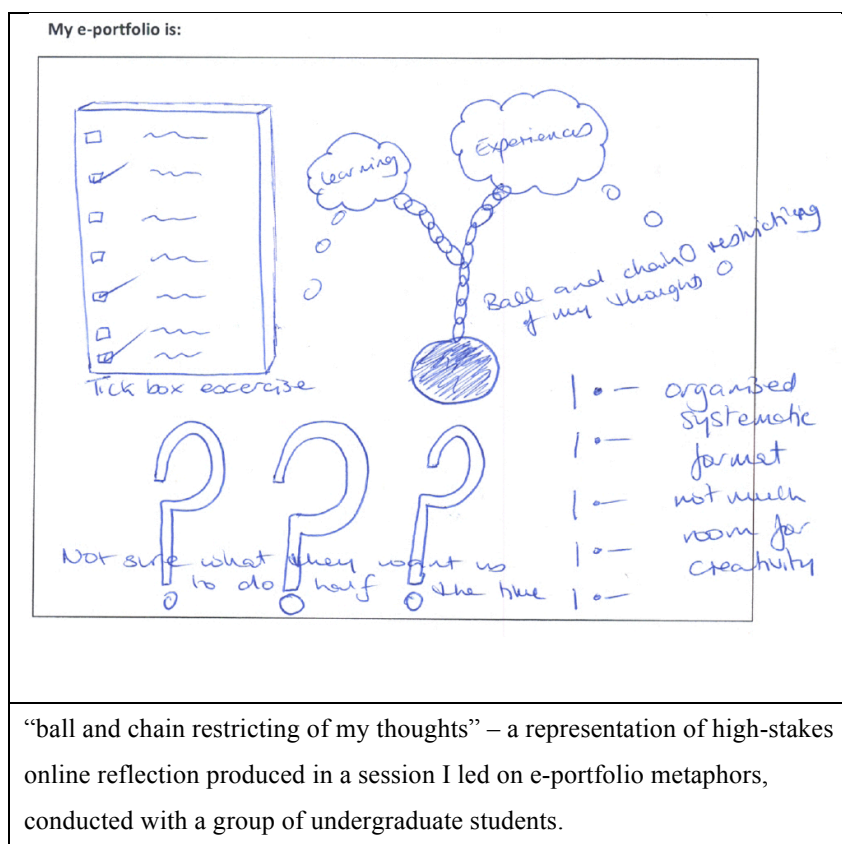 My e-portfolio is:
Learning
Experiences
Ball and chain restricting
of my thoughts
Tick box excercise
organised
systematic
format
not much
room for
creativity
Not sure what they want us
to do half the time
“ball and chain restricting of my thoughts” – a representation of high-stakes
online reflection produced in a session I led on e-portfolio metaphors,
conducted with a group of undergraduate students.